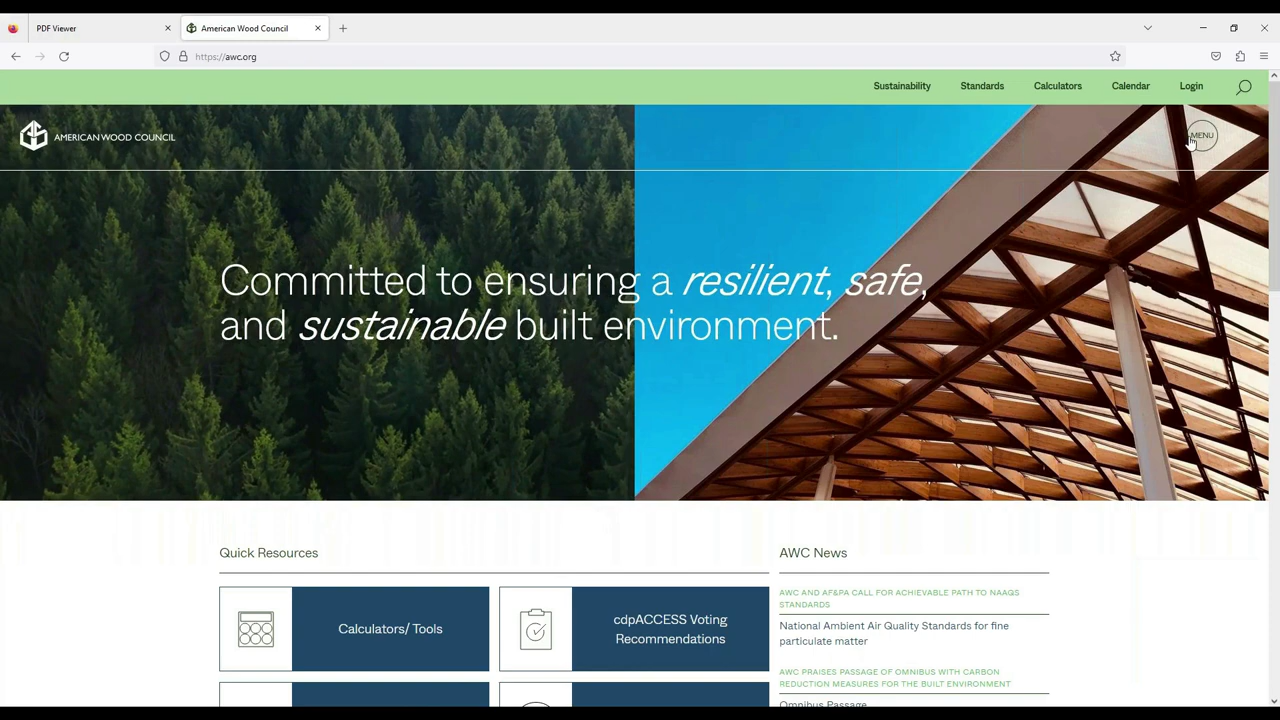 PDF Viewer
American Wood Council
https://awc.org
Sustainability
Standards
Calculators
Calendar
Login
AMERICAN WOOD COUNCIL
MENU
Committed to ensuring a resilient, safe,
and sustainable built environment.
Quick Resources
Calculators/ Tools
cdpACCESS Voting
Recommendations
AWC News
AWC AND AF&PA CALL FOR ACHIEVABLE PATH TO NAAQS
STANDARDS
National Ambient Air Quality Standards for fine
particulate matter
AWC PRAISES PASSAGE OF OMNIBUS WITH CARBON
REDUCTION MEASURES FOR THE BUILT ENVIRONMENT
Omnibus Passage